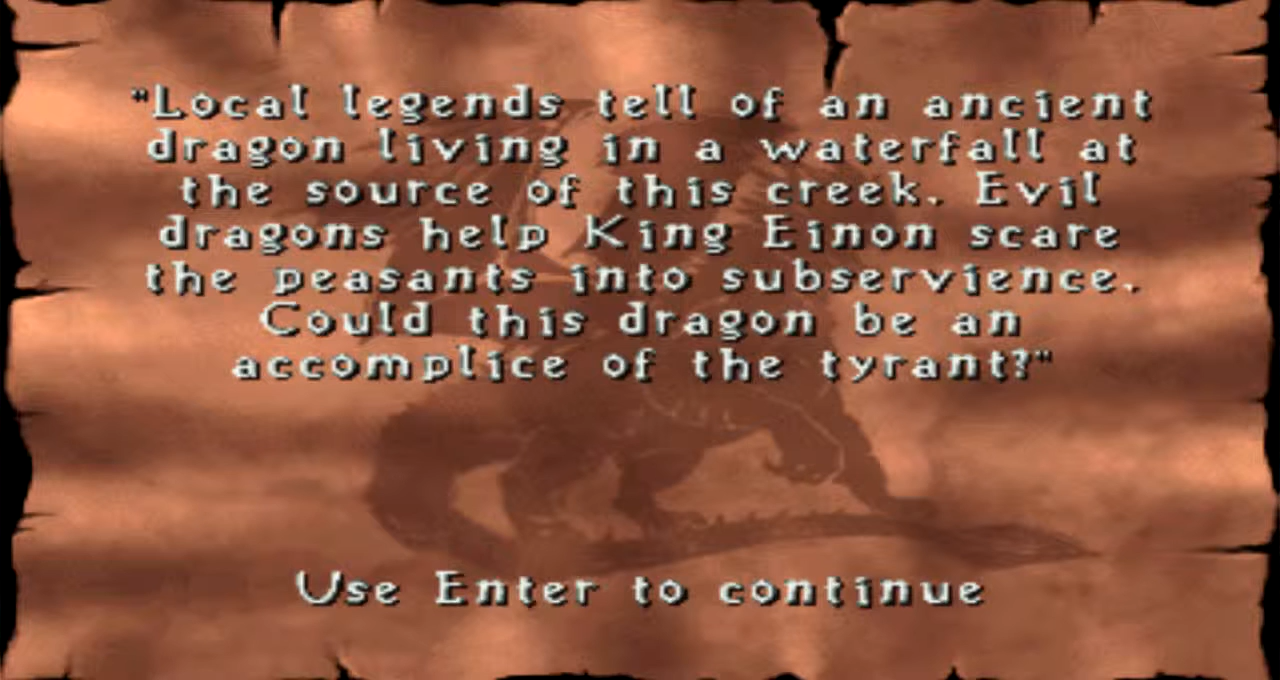 "Local legends tell of an ancient
dragon living in a waterfall at
the source of this creek. Evil
dragons help King Einon scare
the peasants into subservience.
Could this dragon be an
accomplice of the tyrant?"
Use Enter to continue